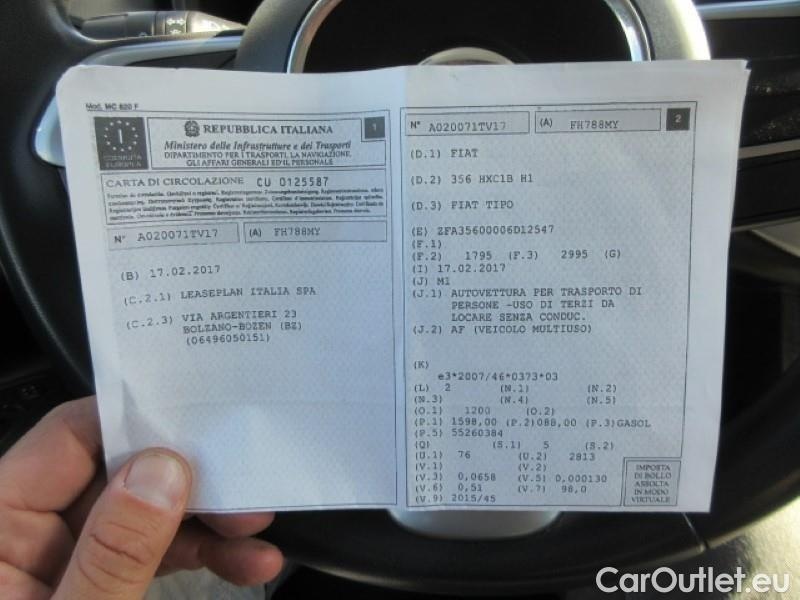 Mod. MC 820 F
REPUBBLICA ITALIANA
1
Ministero delle Infrastrutture e dei Trasporti
DIPARTIMENTO PER I TRASPORTI, LA NAVIGAZIONE,
GLI AFFARI GENERALI ED IL PERSONALE
I
COMUNITÀ
EUROPEA
CARTA DI CIRCOLAZIONE CU 0125587
N° A020071TV17 (A) FH788MY
(B) 17.02.2017
(C.2.1) LEASEPLAN ITALIA SPA
(C.2.3) VIA ARGENTIERI 23
BOLZANO-BOZEN (BZ)
(06496050151)
N° A020071TV17 (A) FH788MY 2
(D.1) FIAT
(D.2) 356 HXC1B H1
(D.3) FIAT TIPO
(E) ZFA35600006D12547
(F.1)
(F.2) 1795 (F.3) 2995 (G)
(I) 17.02.2017
(J) M1
(J.1) AUTOVETTURA PER TRASPORTO DI
PERSONE -USO DI TERZI DA
LOCARE SENZA CONDUC.
(J.2) AF (VEICOLO MULTIUSO)
(K)
e3*2007/46*0373*03
(L) 2 (N.1) (N.2)
(N.3) (N.4) (N.5)
(O.1) 1200 (O.2)
(P.1) 1598,00 (P.2)088,00 (P.3)GASOL
(P.5) 55260384
(Q) (S.1) 5 (S.2)
(U.1) 76 (U.2) 2813
(V.1) (V.2)
(V.3) 0,0658 (V.5) 0,000130
(V.6) 0,51 (V.7) 98,0
(V.9) 2015/45
IMPOSTA
DI BOLLO
ASSOLTA
IN MODO
VIRTUALE
CarOutlet.eu